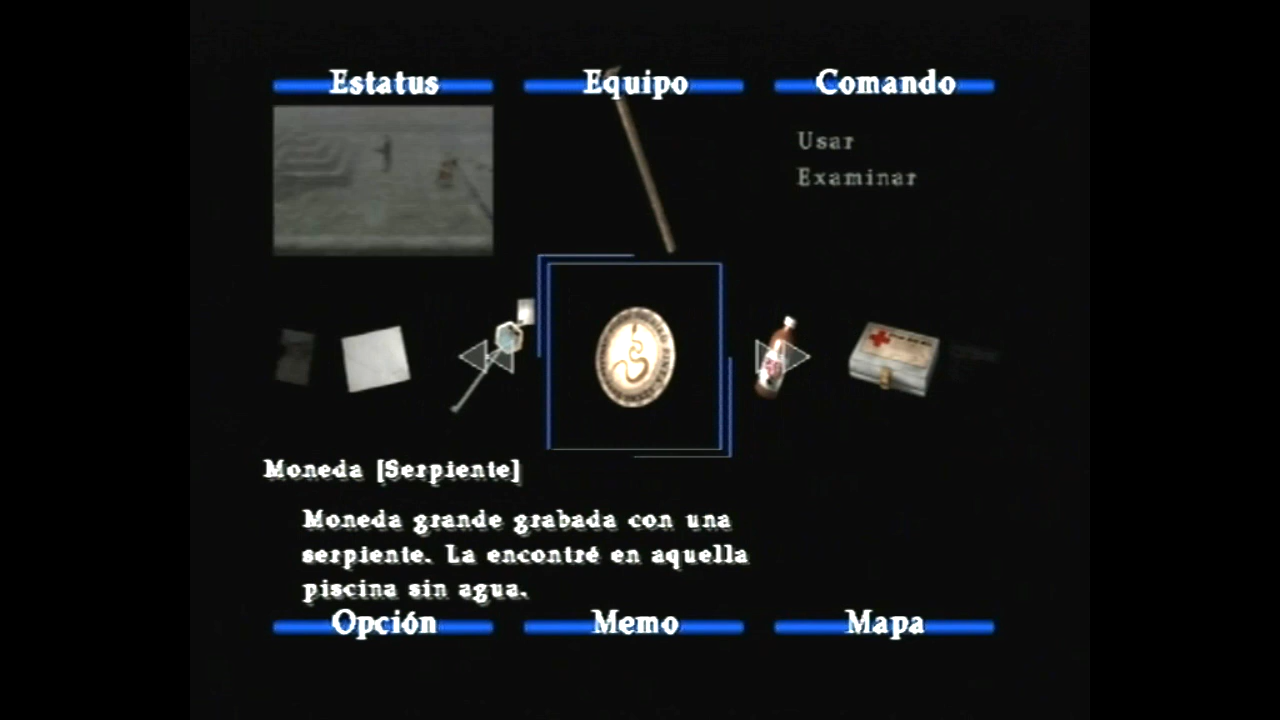 Estatus
Equipo
Comando
Usar
Examinar
Moneda [Serpiente]
Moneda grande grabada con una
serpiente. La encontré en aquella
piscina sin agua.
Opción
Memo
Mapa